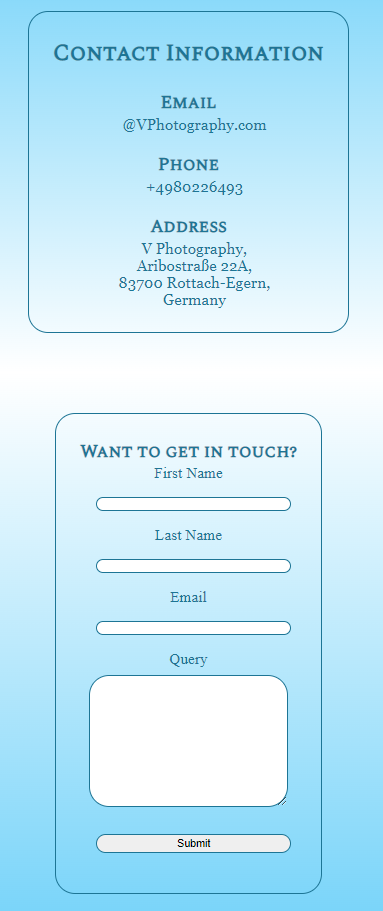 Contact Information
Email
@VPhotography.com
Phone
+4980226493
Address
V Photography,
Aribostraße 22A,
83700 Rottach-Egern,
Germany
Want to get in touch?
First Name
Last Name
Email
Query
Submit